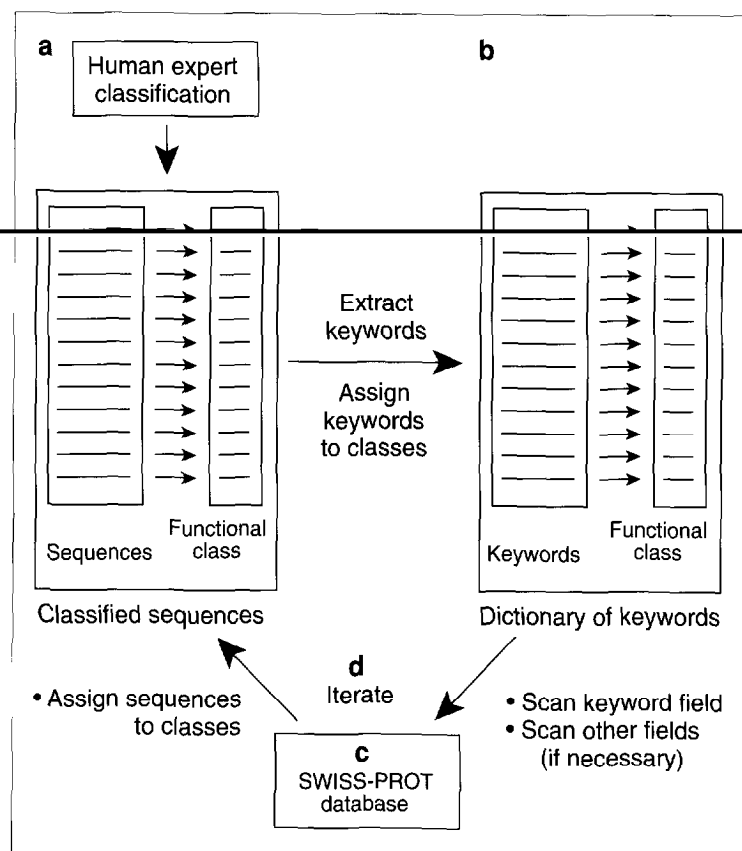 a
Human expert
classification
b
Extract
keywords
Assign
keywords
to classes
Sequences
Functional
class
Classified sequences
Keywords
Functional
class
Dictionary of keywords
• Assign sequences
to classes
d
Iterate
• Scan keyword field
• Scan other fields
(if necessary)
c
SWISS-PROT
database